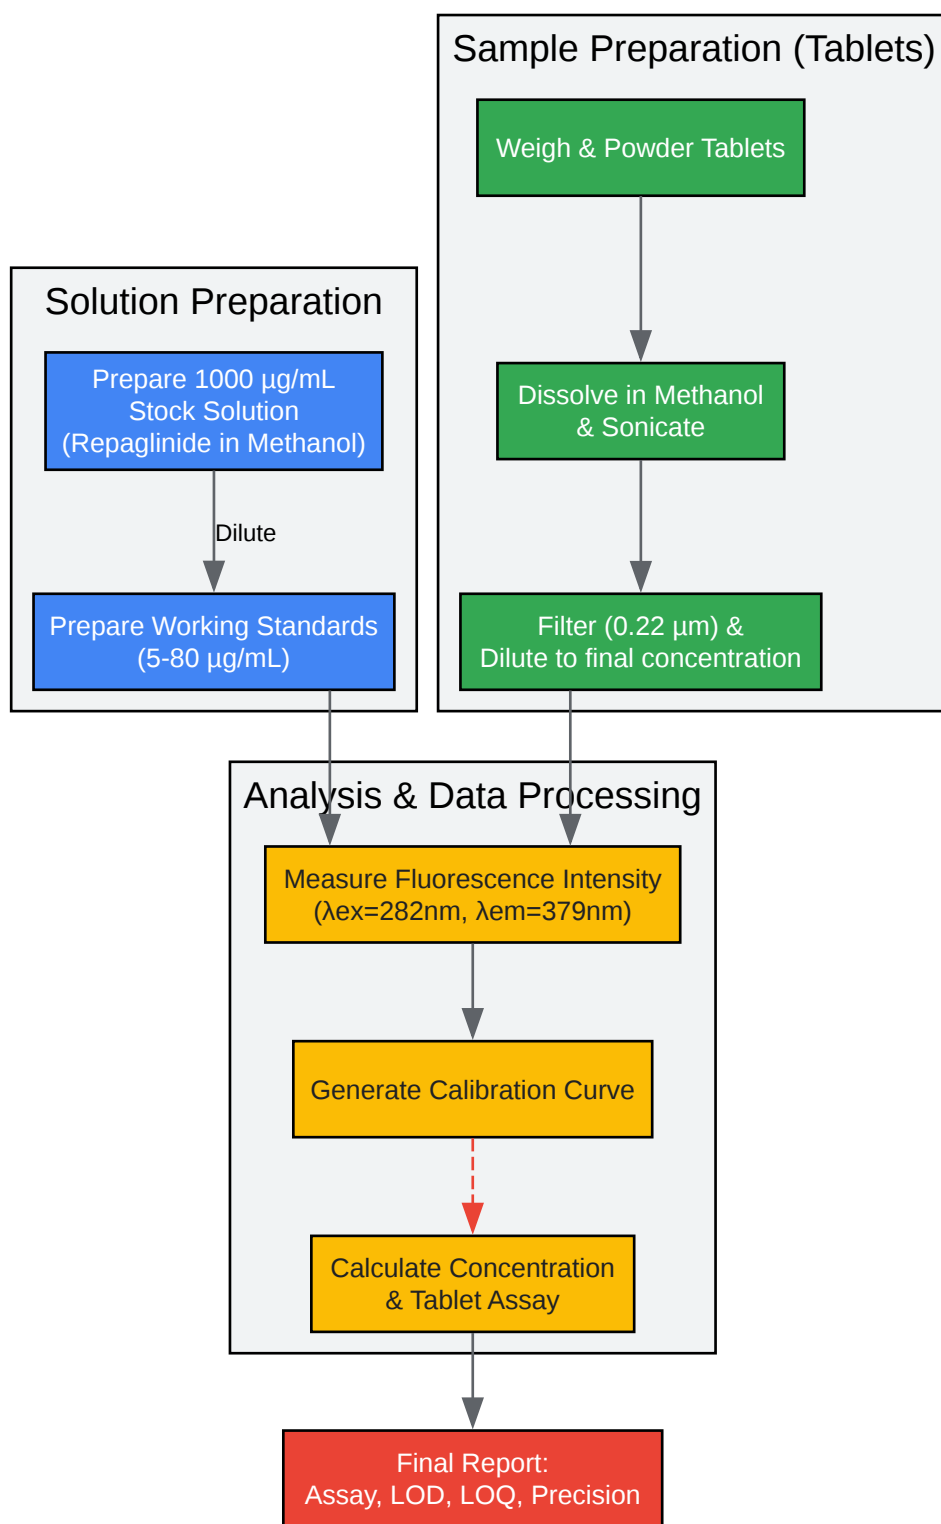 Sample Preparation (Tablets)
Weigh & Powder Tablets
Dissolve in Methanol
& Sonicate
Filter (0.22 µm) &
Dilute to final concentration
Solution Preparation
Prepare 1000 µg/mL
Stock Solution
(Repaglinide in Methanol)
Dilute
Prepare Working Standards
(5-80 µg/mL)
Analysis & Data Processing
Measure Fluorescence Intensity
(λex=282nm, λem=379nm)
Generate Calibration Curve
Calculate Concentration
& Tablet Assay
Final Report:
Assay, LOD, LOQ, Precision